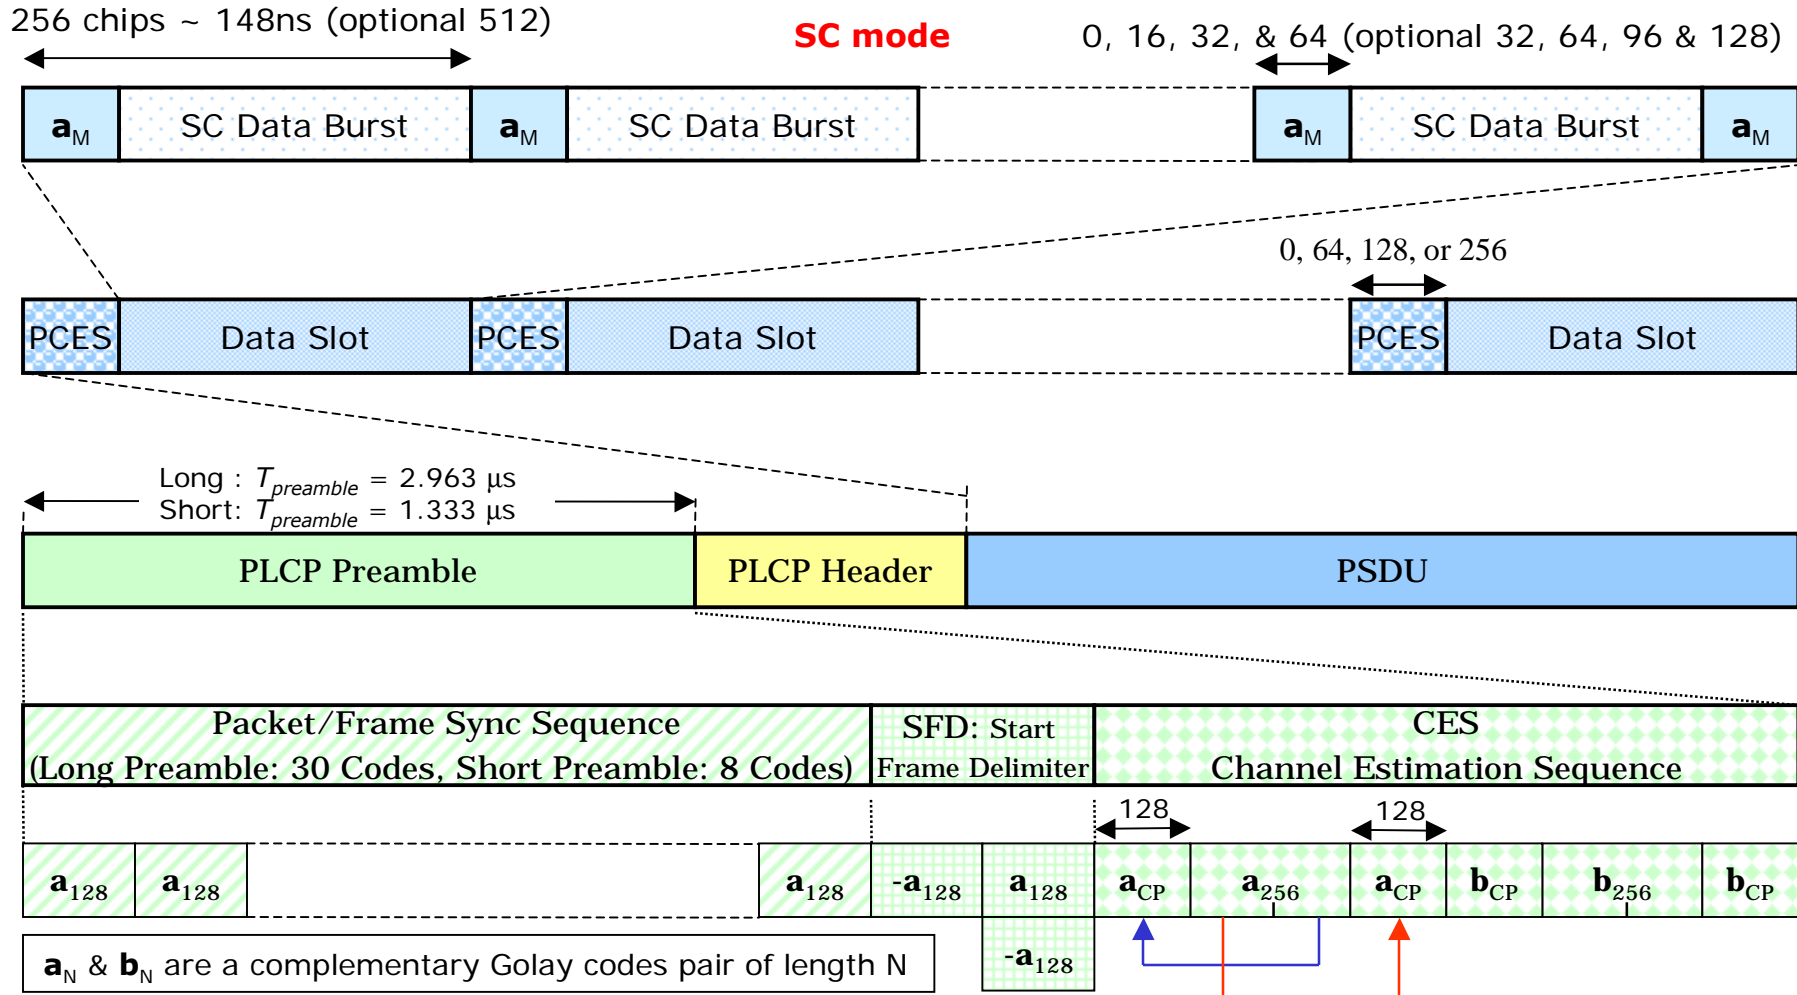 256 chips ~ 148ns (optional 512)
SC mode
0, 16, 32, & 64 (optional 32, 64, 96 & 128)
aM SC Data Burst aM SC Data Burst aM SC Data Burst aM
0, 64, 128, or 256
PCES Data Slot PCES Data Slot PCES Data Slot
Long : Tpreamble = 2.963 µs
Short: Tpreamble = 1.333 µs
PLCP Preamble PLCP Header PSDU
Packet/Frame Sync Sequence
(Long Preamble: 30 Codes, Short Preamble: 8 Codes)
SFD: Start
Frame Delimiter
CES
Channel Estimation Sequence
128 128
a128 a128 a128 -a128 a128 aCP a256 aCP bCP b256 bCP
-a128
aN & bN are a complementary Golay codes pair of length N